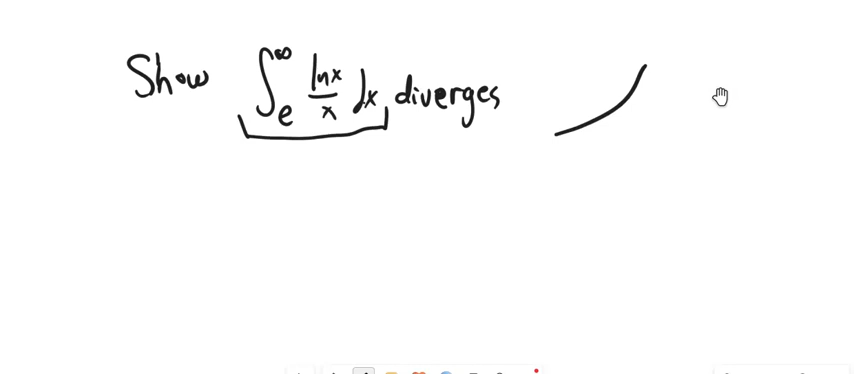 Show ∫_e^∞ ln x / x dx diverges